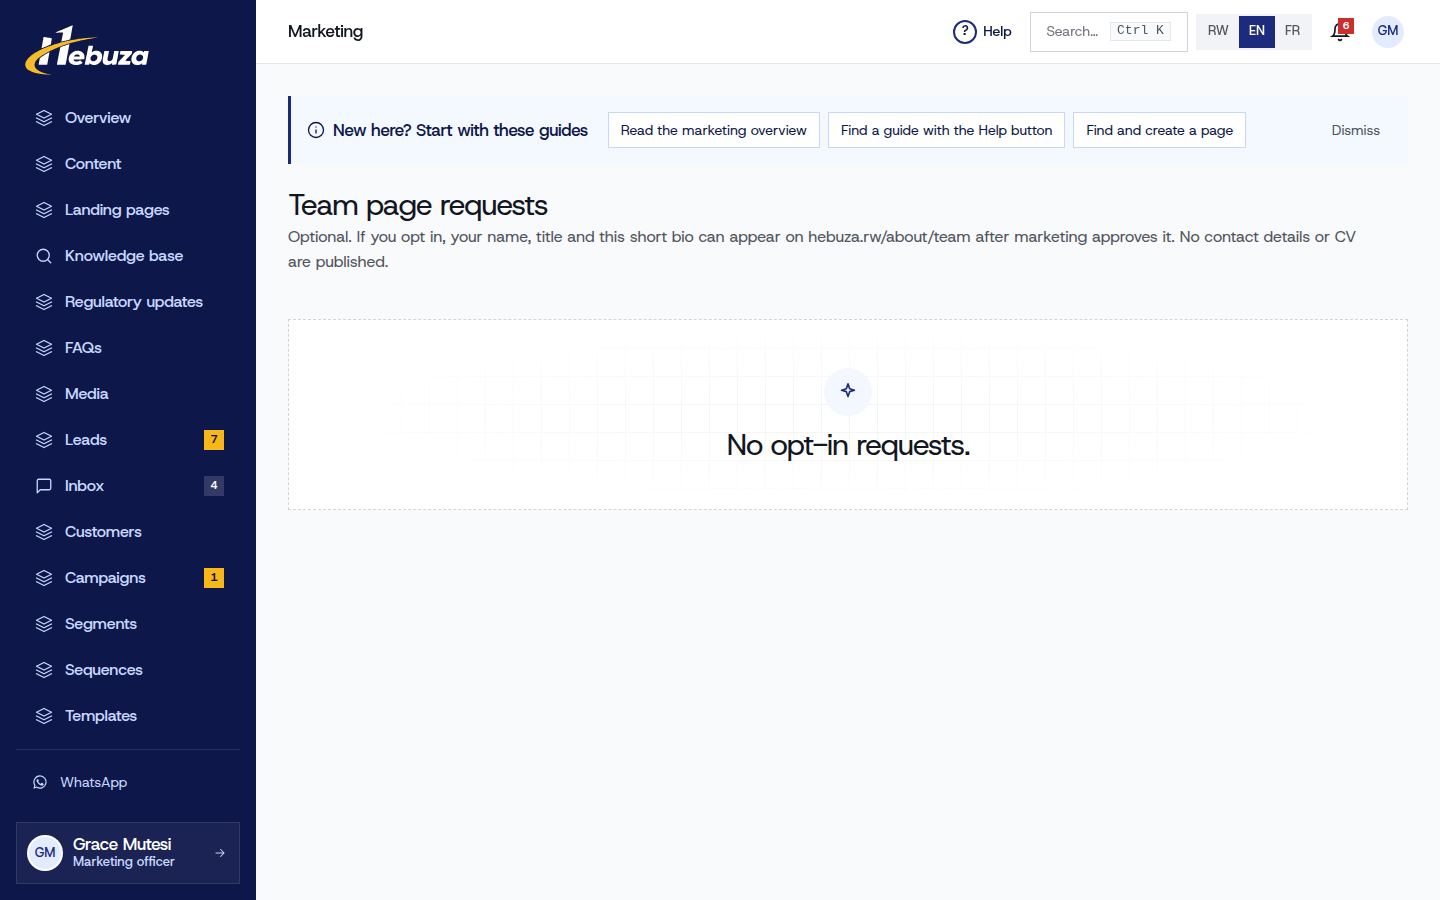 Hebuza
Overview
Content
Landing pages
Knowledge base
Regulatory updates
FAQs
Media
Leads 7
Inbox 4
Customers
Campaigns 1
Segments
Sequences
Templates
WhatsApp
GM
Grace Mutesi
Marketing officer
Marketing
? Help
Search... Ctrl K
RW EN FR
6
GM
New here? Start with these guides
Read the marketing overview
Find a guide with the Help button
Find and create a page
Dismiss
Team page requests
Optional. If you opt in, your name, title and this short bio can appear on hebuza.rw/about/team after marketing approves it. No contact details or CV
are published.
No opt-in requests.